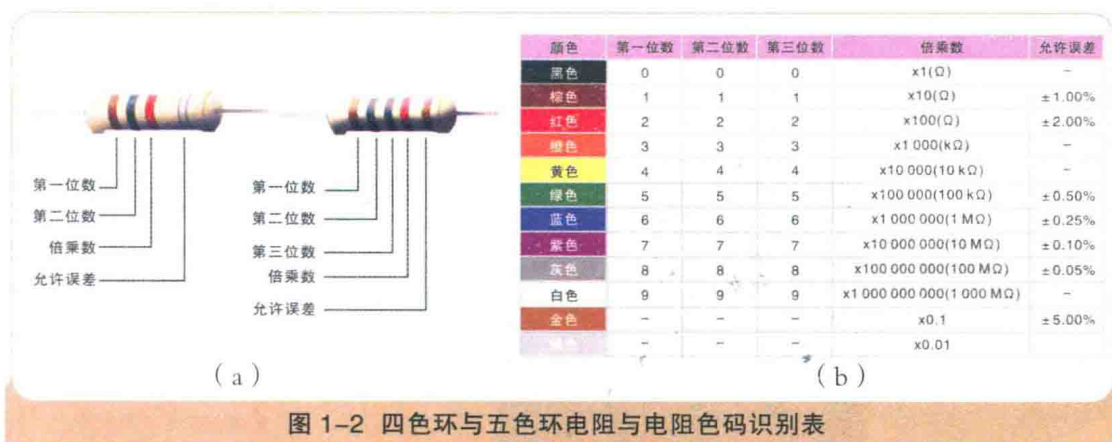 第一位数
第二位数
倍乘数
允许误差
第一位数
第二位数
第三位数
倍乘数
允许误差
(a)
颜色 第一位数 第二位数 第三位数 倍乘数 允许误差
黑色 0 0 0 x1(Ω) －
棕色 1 1 1 x10(Ω) ±1.00%
红色 2 2 2 x100(Ω) ±2.00%
橙色 3 3 3 x1 000(kΩ) －
黄色 4 4 4 x10 000(10 kΩ) －
绿色 5 5 5 x100 000(100 kΩ) ±0.50%
蓝色 6 6 6 x1 000 000(1 MΩ) ±0.25%
紫色 7 7 7 x10 000 000(10 MΩ) ±0.10%
灰色 8 8 8 x100 000 000(100 MΩ) ±0.05%
白色 9 9 9 x1 000 000 000(1 000 MΩ) －
金色 － － － x0.1 ±5.00%
－ － － x0.01
(b)
图 1-2 四色环与五色环电阻与电阻色码识别表